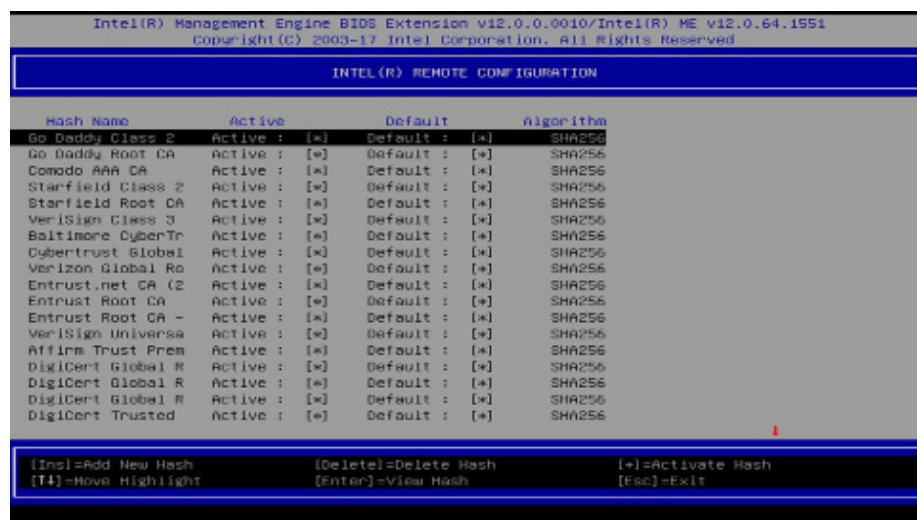 Intel(R) Management Engine BIOS Extension v12.0.0.0010/Intel(R) ME v12.0.64.1551
Copyright(C) 2003-17 Intel Corporation. All Rights Reserved
INTEL(R) REMOTE CONFIGURATION
Hash Name Active Default Algorithm
Go Daddy Class 2 Active : [*] Default : [*] SHA256
Go Daddy Root CA Active : [*] Default : [*] SHA256
Comodo AAA CA Active : [*] Default : [*] SHA256
Starfield Class 2 Active : [*] Default : [*] SHA256
Starfield Root CA Active : [*] Default : [*] SHA256
VeriSign Class 3 Active : [*] Default : [*] SHA256
Baltimore CyberTr Active : [*] Default : [*] SHA256
Cybertrust Global Active : [*] Default : [*] SHA256
Verizon Global Ro Active : [*] Default : [*] SHA256
Entrust.net CA (2 Active : [*] Default : [*] SHA256
Entrust Root CA Active : [*] Default : [*] SHA256
Entrust Root CA - Active : [*] Default : [*] SHA256
VeriSign Universa Active : [*] Default : [*] SHA256
Affirm Trust Prem Active : [*] Default : [*] SHA256
DigiCert Global R Active : [*] Default : [*] SHA256
DigiCert Global R Active : [*] Default : [*] SHA256
DigiCert Global R Active : [*] Default : [*] SHA256
DigiCert Trusted Active : [*] Default : [*] SHA256
↓
[Ins]=Add New Hash [Delete]=Delete Hash [+]=Activate Hash
[↑↓]=Move Highlight [Enter]=View Hash [Esc]=Exit